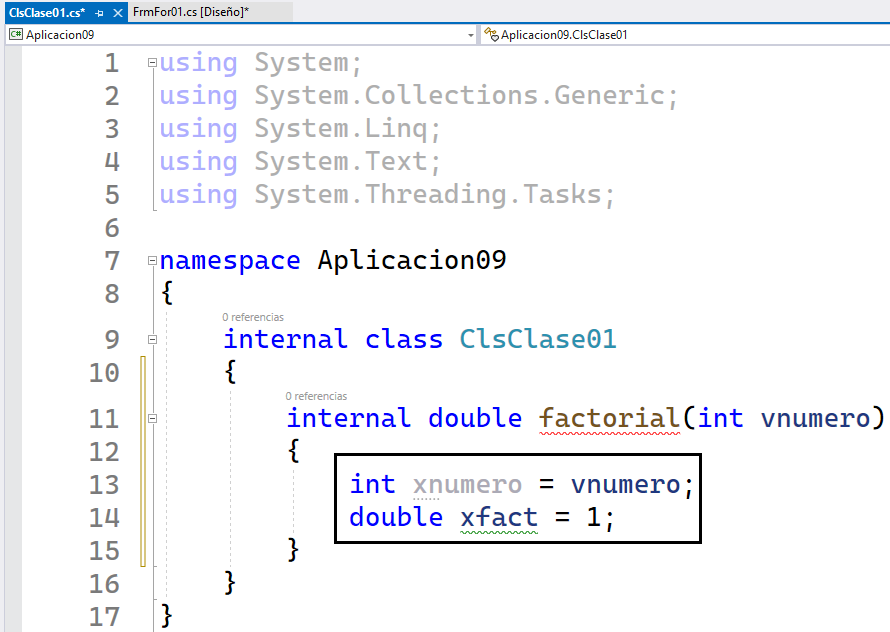 ClsClase01.cs* FrmFor01.cs [Diseño]*
C# Aplicacion09 Aplicacion09.ClsClase01
1 using System;
2 using System.Collections.Generic;
3 using System.Linq;
4 using System.Text;
5 using System.Threading.Tasks;
6
7 namespace Aplicacion09
8 {
0 referencias
9 internal class ClsClase01
10 {
0 referencias
11 internal double factorial(int vnumero)
12 {
13 int xnumero = vnumero;
14 double xfact = 1;
15 }
16 }
17 }